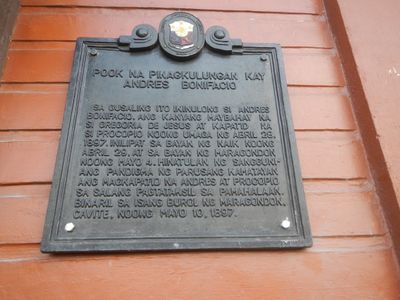 POOK NA PINAGKULUNGAN KAY
ANDRES BONIFACIO
SA GUSALING ITO IKINULONG SI ANDRES
BONIFACIO, ANG KANYANG MAYBAHAY NA
SI GREGORIA DE JESUS AT KAPATID NA
SI PROCOPIO NOONG UMAGA NG ABRIL 28,
1897. INILIPAT SA BAYAN NG NAIK NOONG
ABRIL 29, AT SA BAYAN NG MARAGONDON
NOONG MAYO 4. HINATULAN NG SANGGUNI-
ANG PANDIGMA NG PARUSANG KAMATAYAN
ANG MAGKAPATID NA ANDRES AT PROCOPIO
SA SALANG PAGTATAKSIL SA PAMAHALAAN.
BINARIL SA ISANG BUROL NG MARAGONDON,
CAVITE, NOONG MAYO 10, 1897.